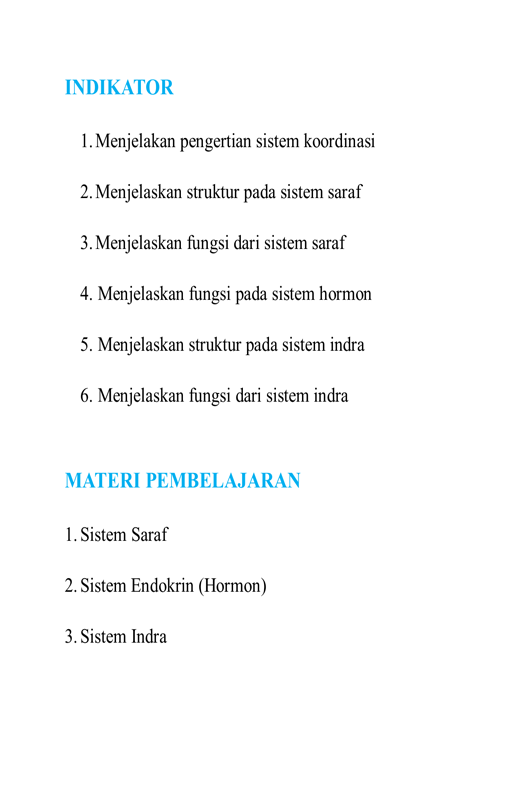 INDIKATOR
1. Menjelakan pengertian sistem koordinasi
2. Menjelaskan struktur pada sistem saraf
3. Menjelaskan fungsi dari sistem saraf
4. Menjelaskan fungsi pada sistem hormon
5. Menjelaskan struktur pada sistem indra
6. Menjelaskan fungsi dari sistem indra
MATERI PEMBELAJARAN
1. Sistem Saraf
2. Sistem Endokrin (Hormon)
3. Sistem Indra